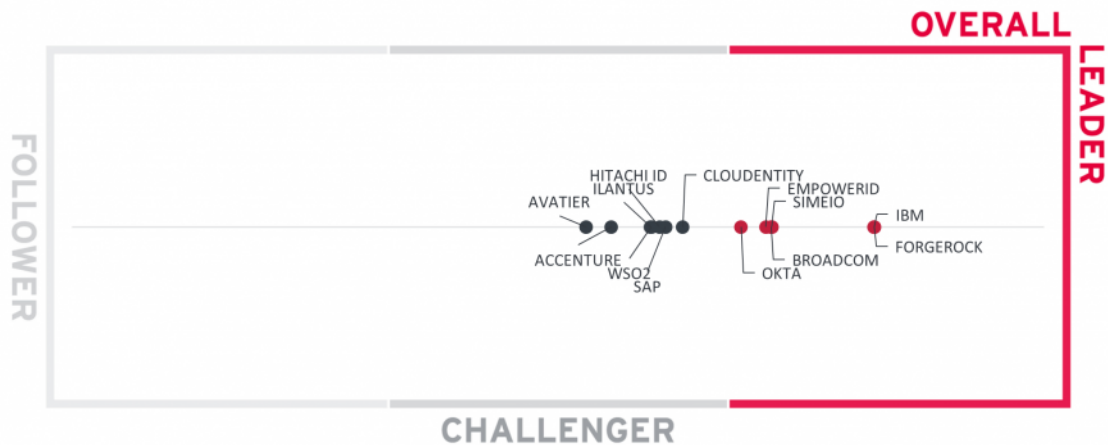 OVERALL
LEADER
FOLLOWER
HITACHI ID
CLOUDENTITY
ILANTUS
EMPOWERID
AVATIER
SIMEIO
IBM
FORGEROCK
ACCENTURE
BROADCOM
WSO2
OKTA
SAP
CHALLENGER